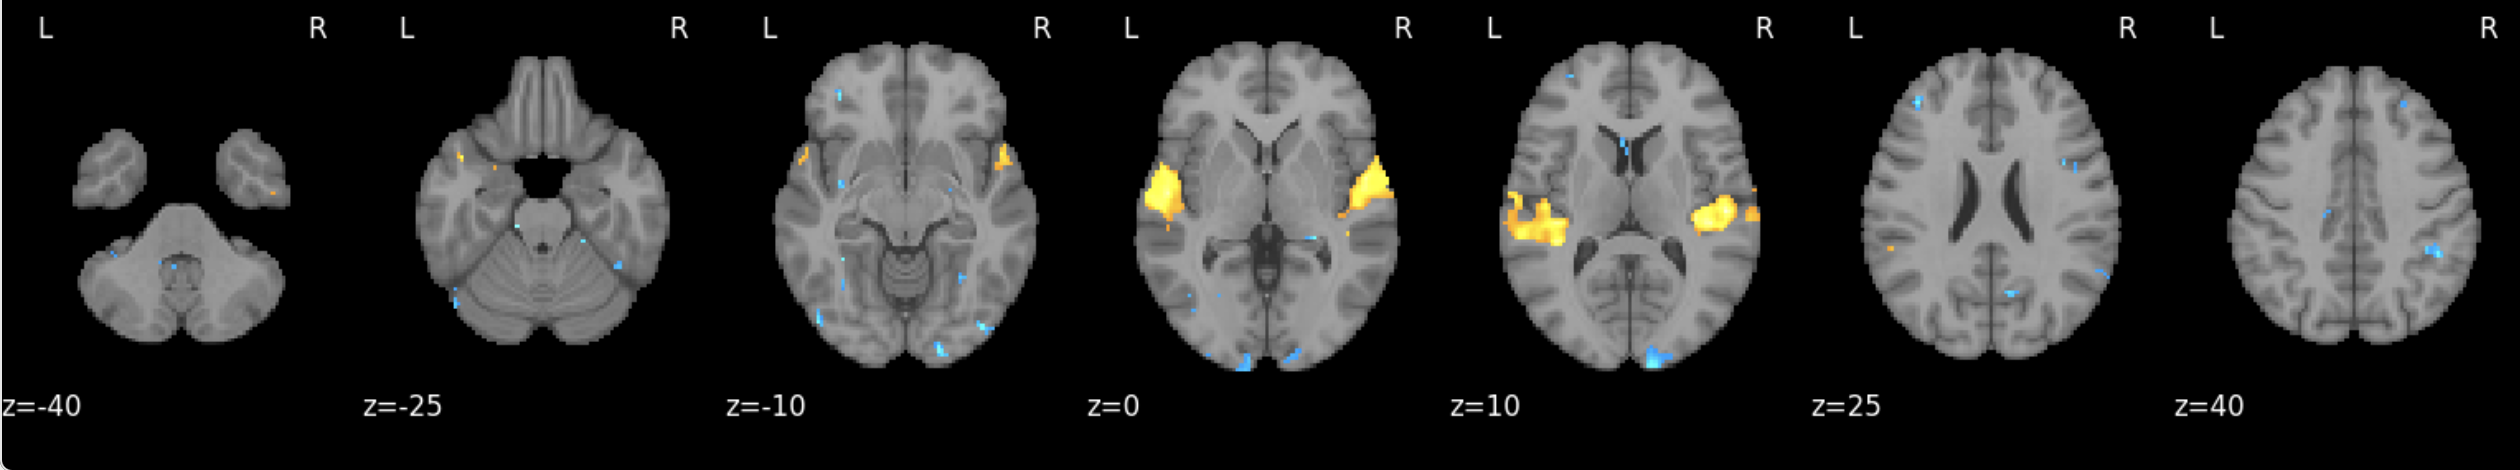 L R L R L R L R L R L R L R
z=-40 z=-25 z=-10 z=0 z=10 z=25 z=40